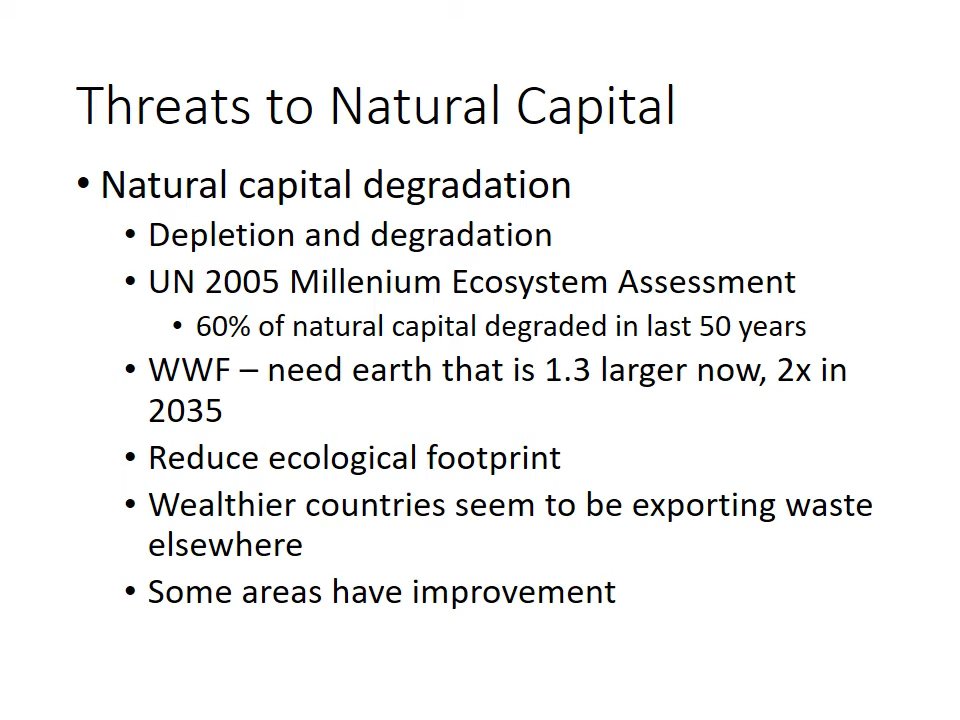 Threats to Natural Capital
• Natural capital degradation
• Depletion and degradation
• UN 2005 Millenium Ecosystem Assessment
• 60% of natural capital degraded in last 50 years
• WWF – need earth that is 1.3 larger now, 2x in
2035
• Reduce ecological footprint
• Wealthier countries seem to be exporting waste
elsewhere
• Some areas have improvement